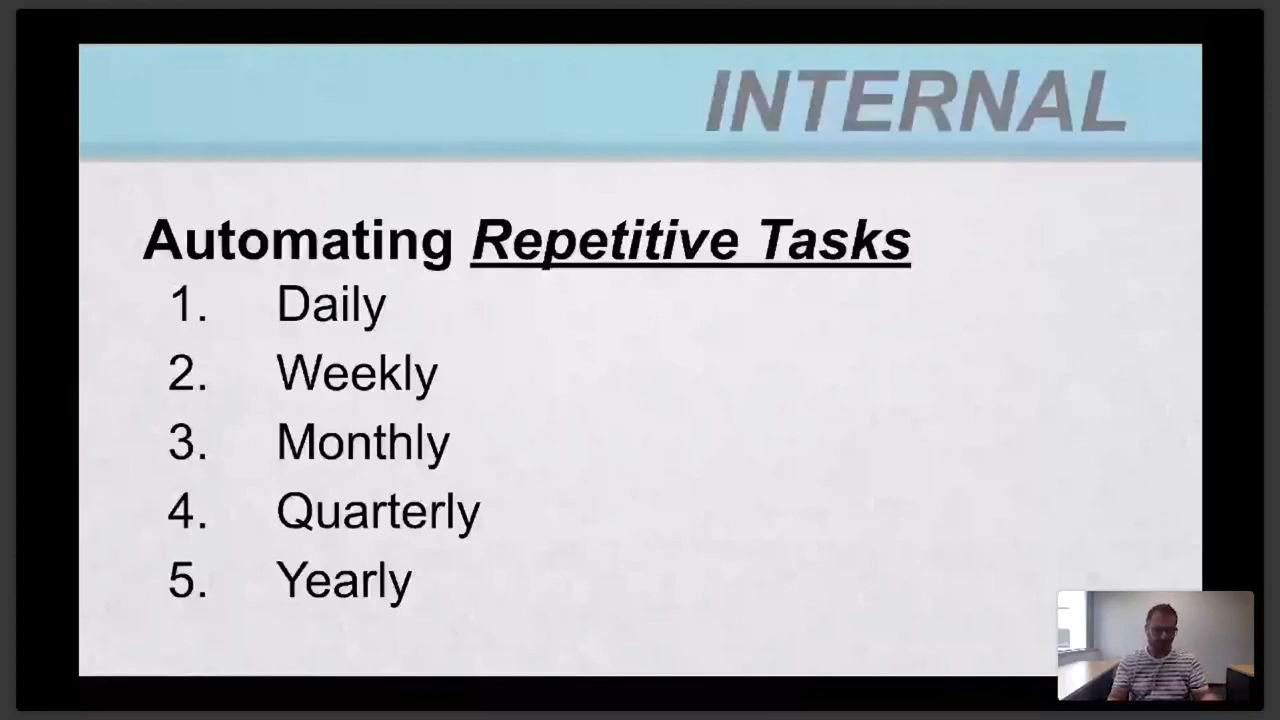 INTERNAL
Automating Repetitive Tasks
1. Daily
2. Weekly
3. Monthly
4. Quarterly
5. Yearly